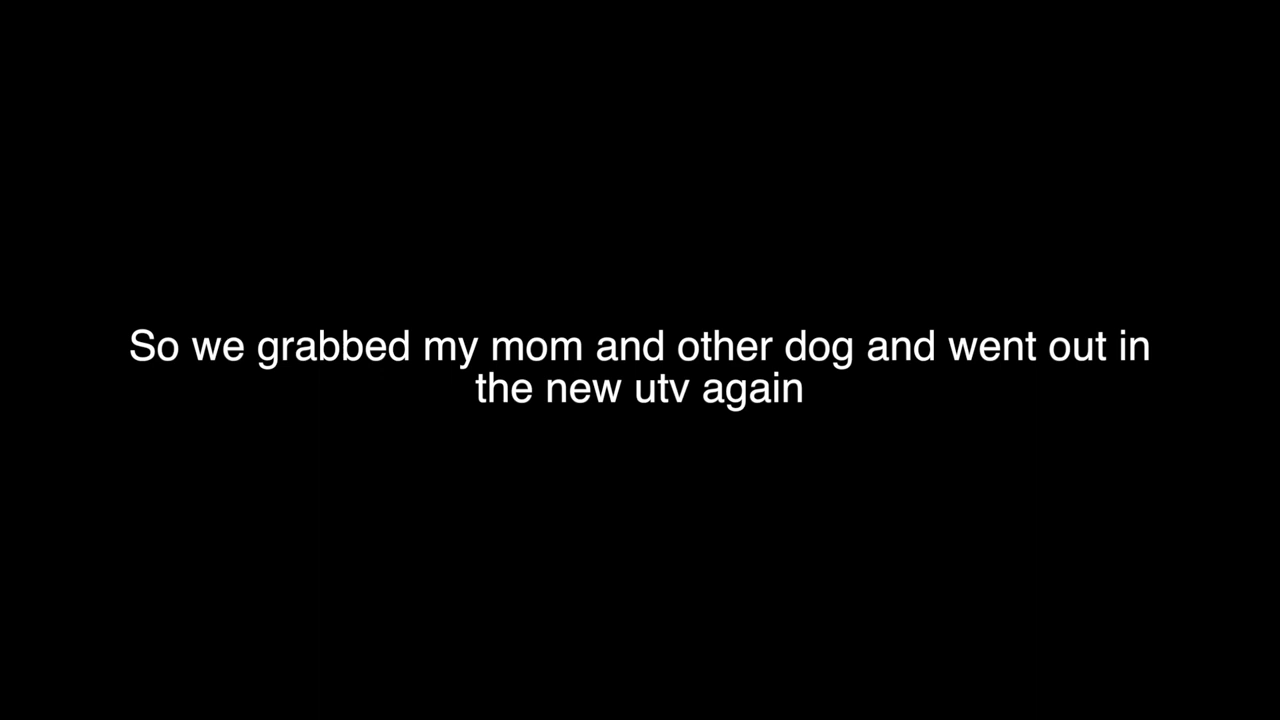 So we grabbed my mom and other dog and went out in
the new utv again